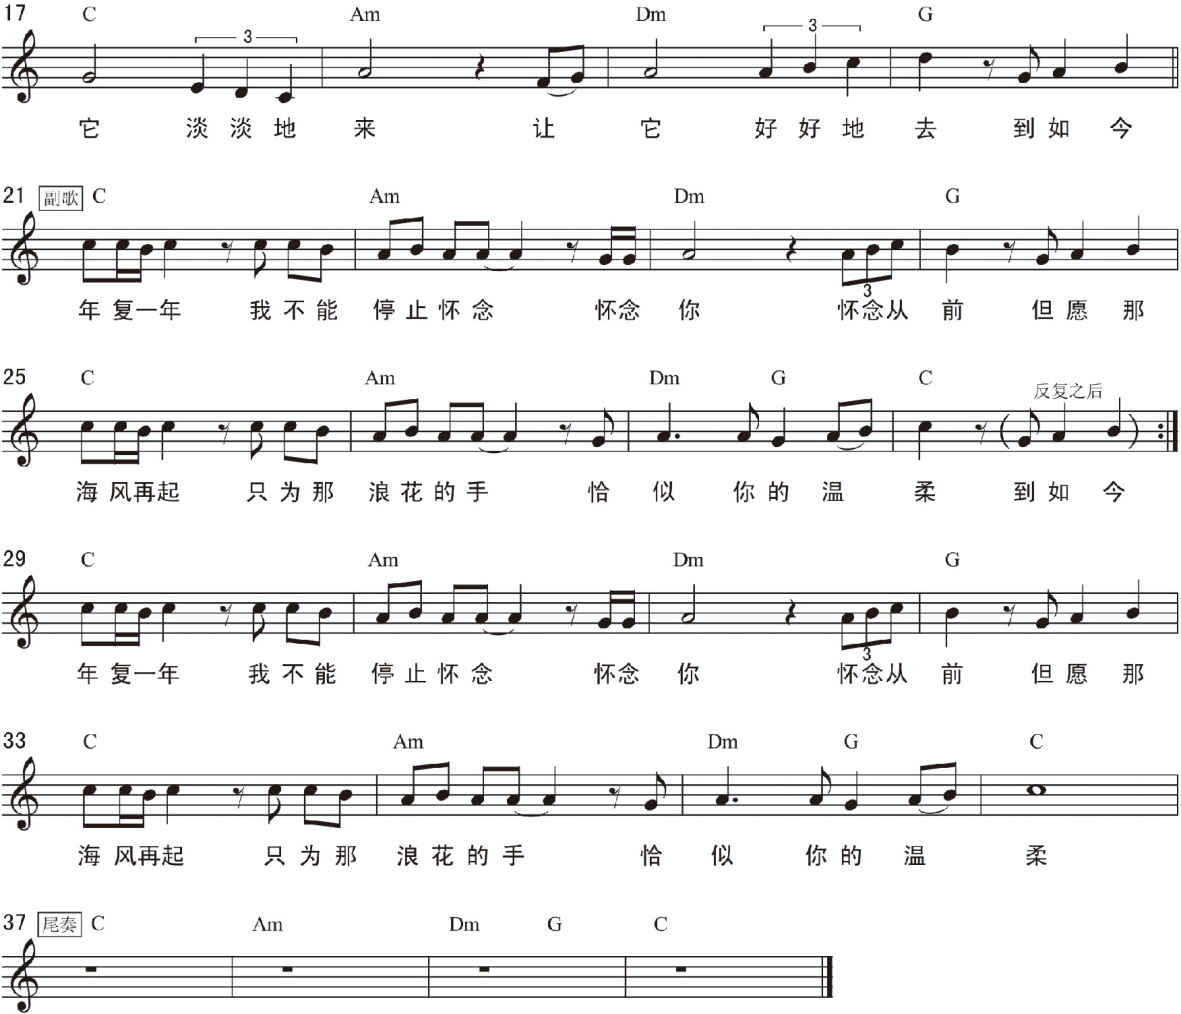 17 C Am Dm G
3 3
它 淡 淡 地 来 让 它 好 好 地 去 到 如 今
21 副歌 C Am Dm G
3
年 复 一 年 我 不 能 停 止 怀 念 怀 念 你 怀 念 从 前 但 愿 那
25 C Am Dm G C
反复之后
海 风 再 起 只 为 那 浪 花 的 手 恰 似 你 的 温 柔 到 如 今
29 C Am Dm G
3
年 复 一 年 我 不 能 停 止 怀 念 怀 念 你 怀 念 从 前 但 愿 那
33 C Am Dm G C
海 风 再 起 只 为 那 浪 花 的 手 恰 似 你 的 温 柔
37 尾奏 C Am Dm G C